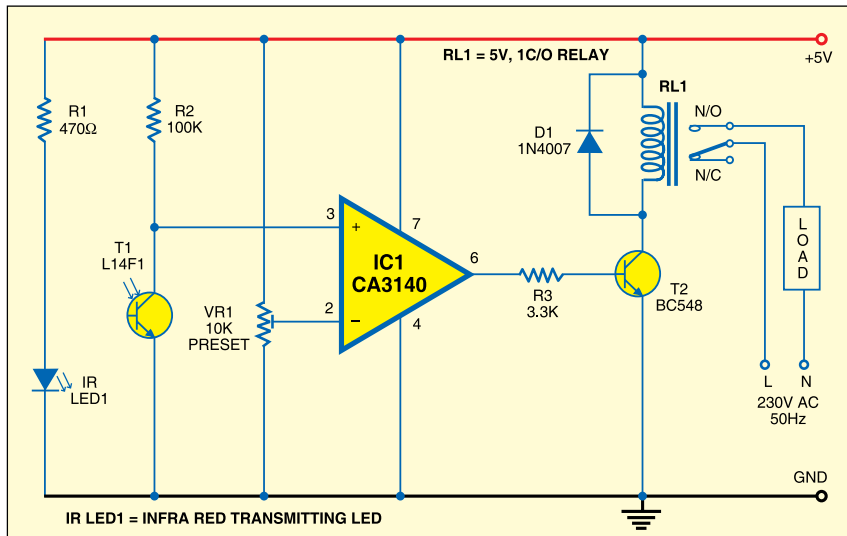 RL1 = 5V, 1C/O RELAY
+5V
R1
470Ω
R2
100K
D1
1N4007
RL1
N/O
N/C
LOAD
3
+
7
T1
L14F1
IC1
CA3140
6
R3
3.3K
T2
BC548
VR1
10K
PRESET
2
–
4
IR
LED1
L
N
230V AC
50Hz
GND
IR LED1 = INFRA RED TRANSMITTING LED